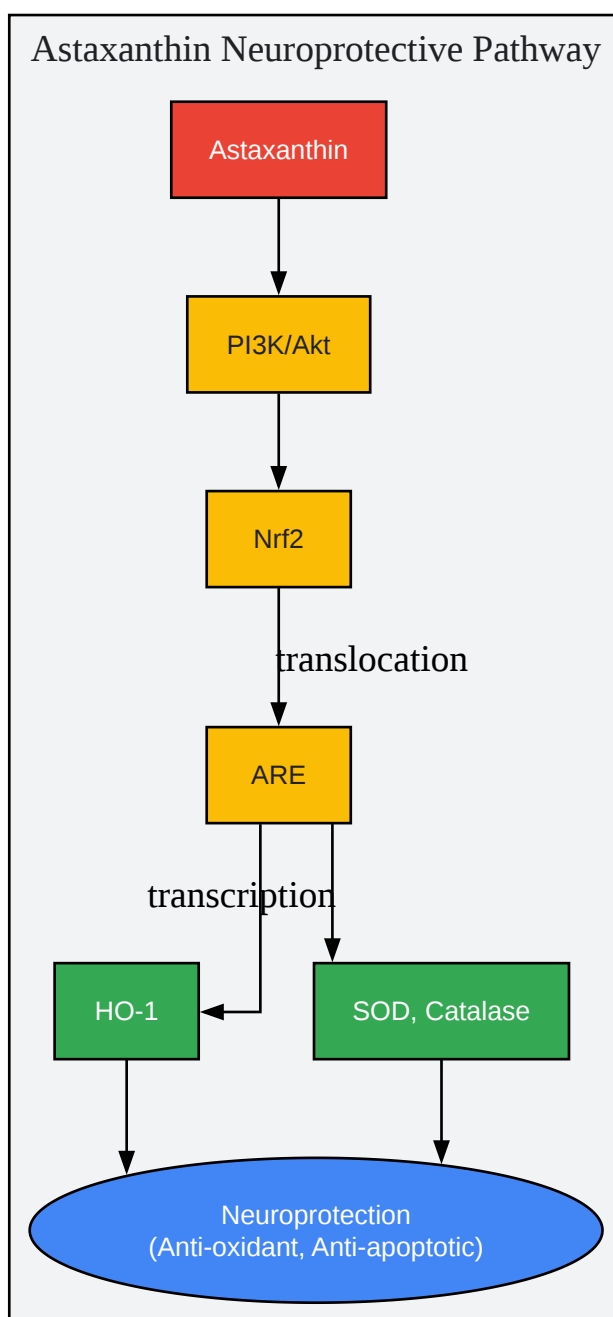 Astaxanthin Neuroprotective Pathway
Astaxanthin
PI3K/Akt
Nrf2
translocation
ARE
transcription
HO-1
SOD, Catalase
Neuroprotection
(Anti-oxidant, Anti-apoptotic)